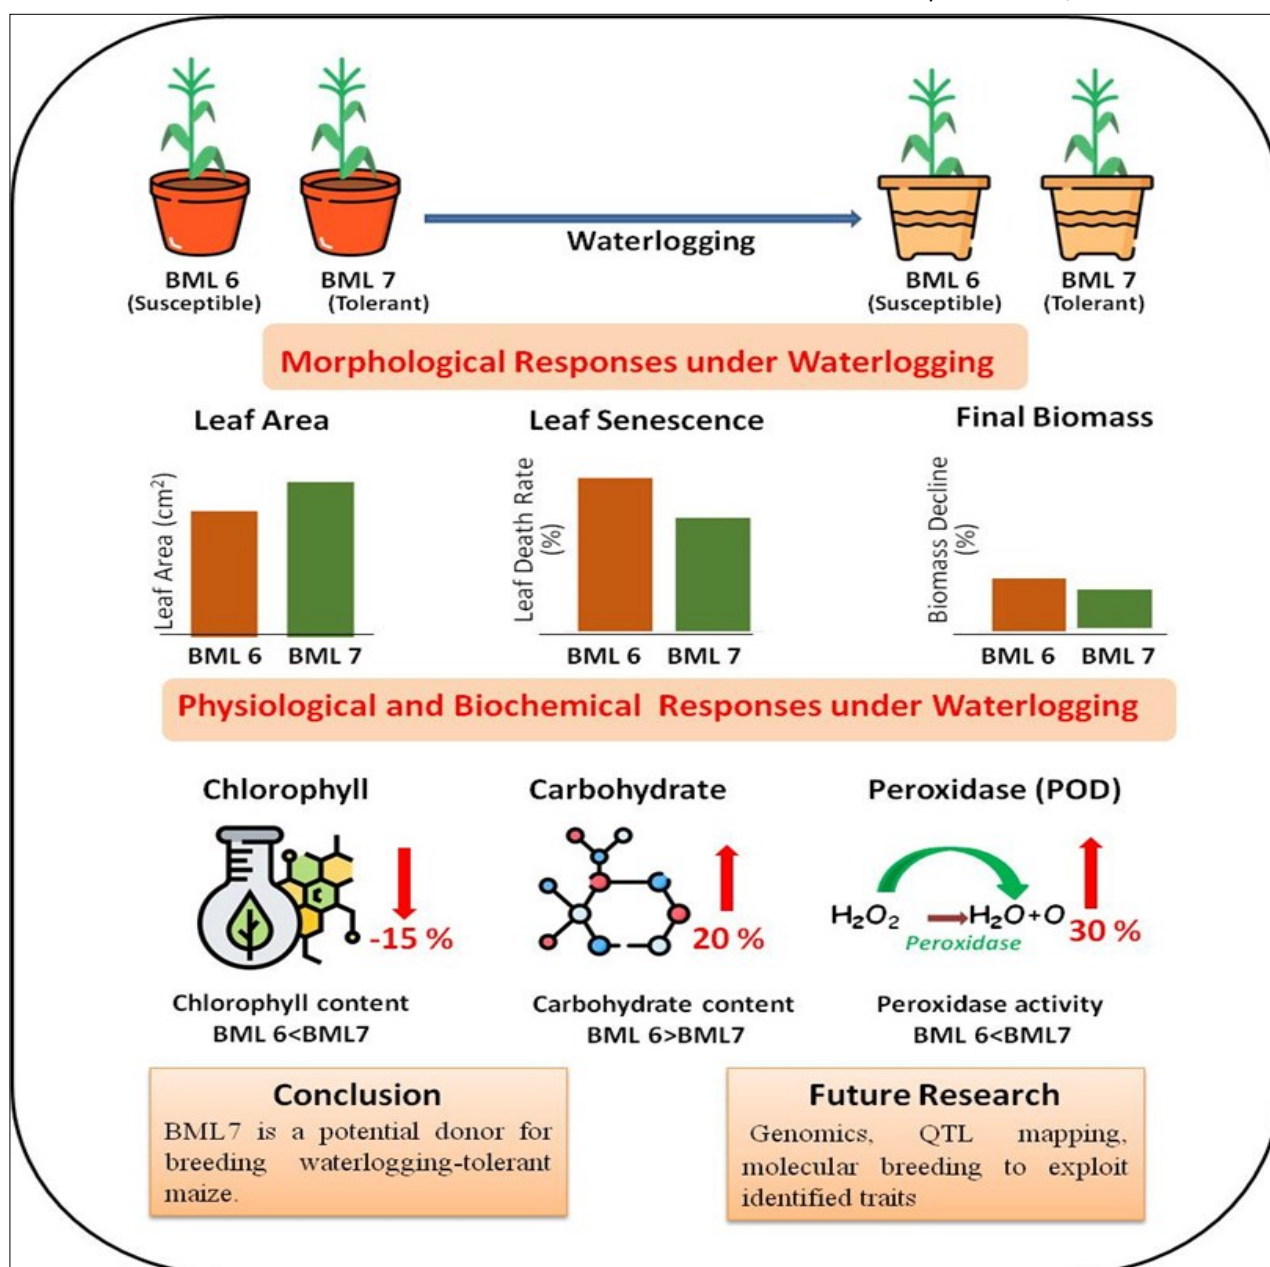 BML 6
(Susceptible)
BML 7
(Tolerant)
Waterlogging
BML 6
(Susceptible)
BML 7
(Tolerant)
Morphological Responses under Waterlogging
Leaf Area
Leaf Area (cm²)
BML 6
BML 7
Leaf Senescence
Leaf Death Rate
(%)
BML 6
BML 7
Final Biomass
Biomass Decline
(%)
BML 6
BML 7
Physiological and Biochemical Responses under Waterlogging
Chlorophyll
-15 %
Chlorophyll content
BML 6<BML7
Carbohydrate
20 %
Carbohydrate content
BML 6>BML7
Peroxidase (POD)
H₂O₂ H₂O+O
Peroxidase
30 %
Peroxidase activity
BML 6<BML7
Conclusion
BML7 is a potential donor for
breeding waterlogging-tolerant
maize.
Future Research
Genomics, QTL mapping,
molecular breeding to exploit
identified traits